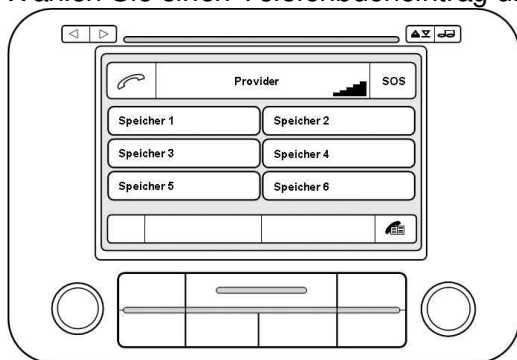 Wählen Sie einen Telefonbucheintrag a
Provider SOS
Speicher 1 Speicher 2
Speicher 3 Speicher 4
Speicher 5 Speicher 6